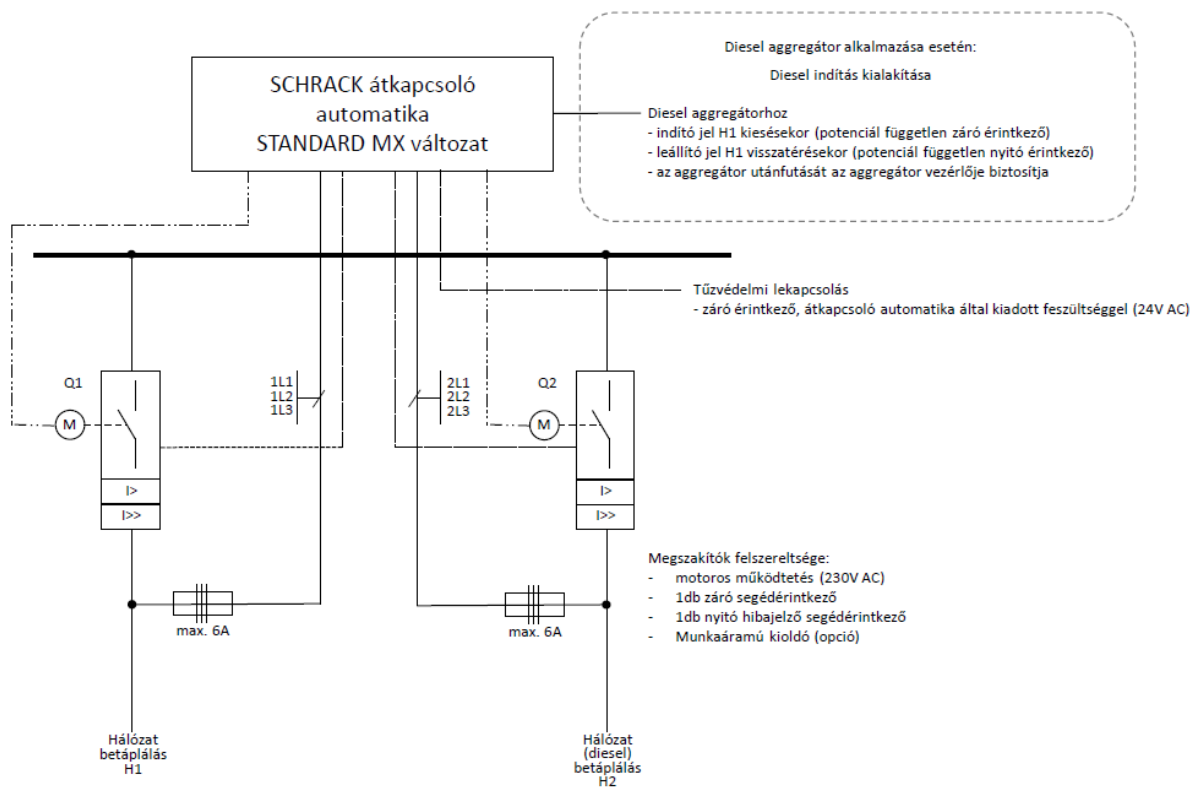 Diesel aggregátor alkalmazása esetén:
Diesel indítás kialakítása
SCHRACK átkapcsoló
automatika
STANDARD MX változat
Diesel aggregátorhoz
- indító jel H1 kiesésekor (potenciál független záró érintkező)
- leállító jel H1 visszatérésekor (potenciál független nyitó érintkező)
- az aggregátor utánfutását az aggregátor vezérlője biztosítja
Tűzvédelmi lekapcsolás
- záró érintkező, átkapcsoló automatika által kiadott feszültséggel (24V AC)
Q1
M
I>
I>>
1L1
1L2
1L3
2L1
2L2
2L3
Q2
M
I>
I>>
max. 6A
max. 6A
Megszakítók felszereltsége:
- motoros működtetés (230V AC)
- 1db záró segédérintkező
- 1db nyitó hibajelző segédérintkező
- Munkaáramú kioldó (opció)
Hálózat
betáplálás
H1
Hálózat
(diesel)
betáplálás
H2